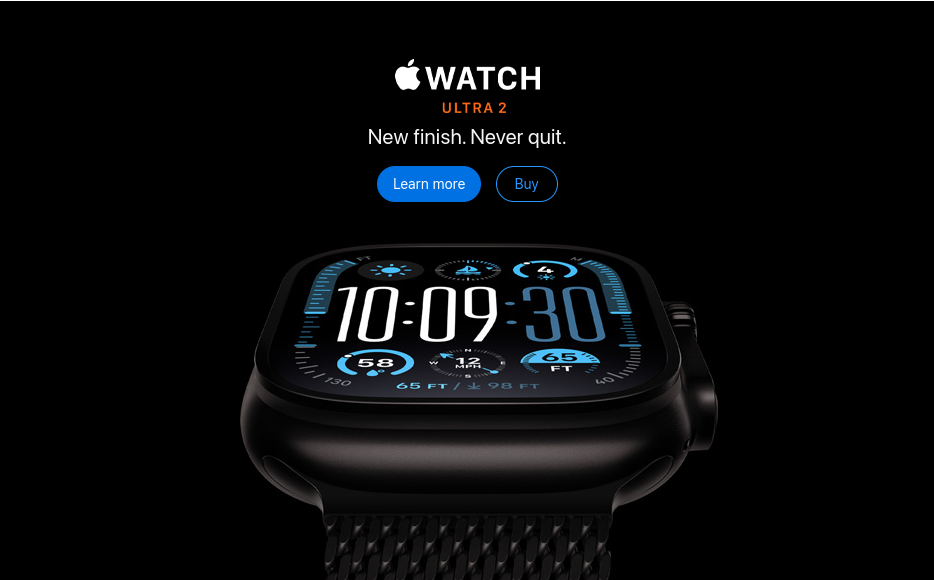 WATCH
ULTRA 2
New finish. Never quit.
Learn more
Buy
FT M
4
10:09:30
58
N
W 12 E
MPH
S
65
FT
130
65 FT / 98 FT
40